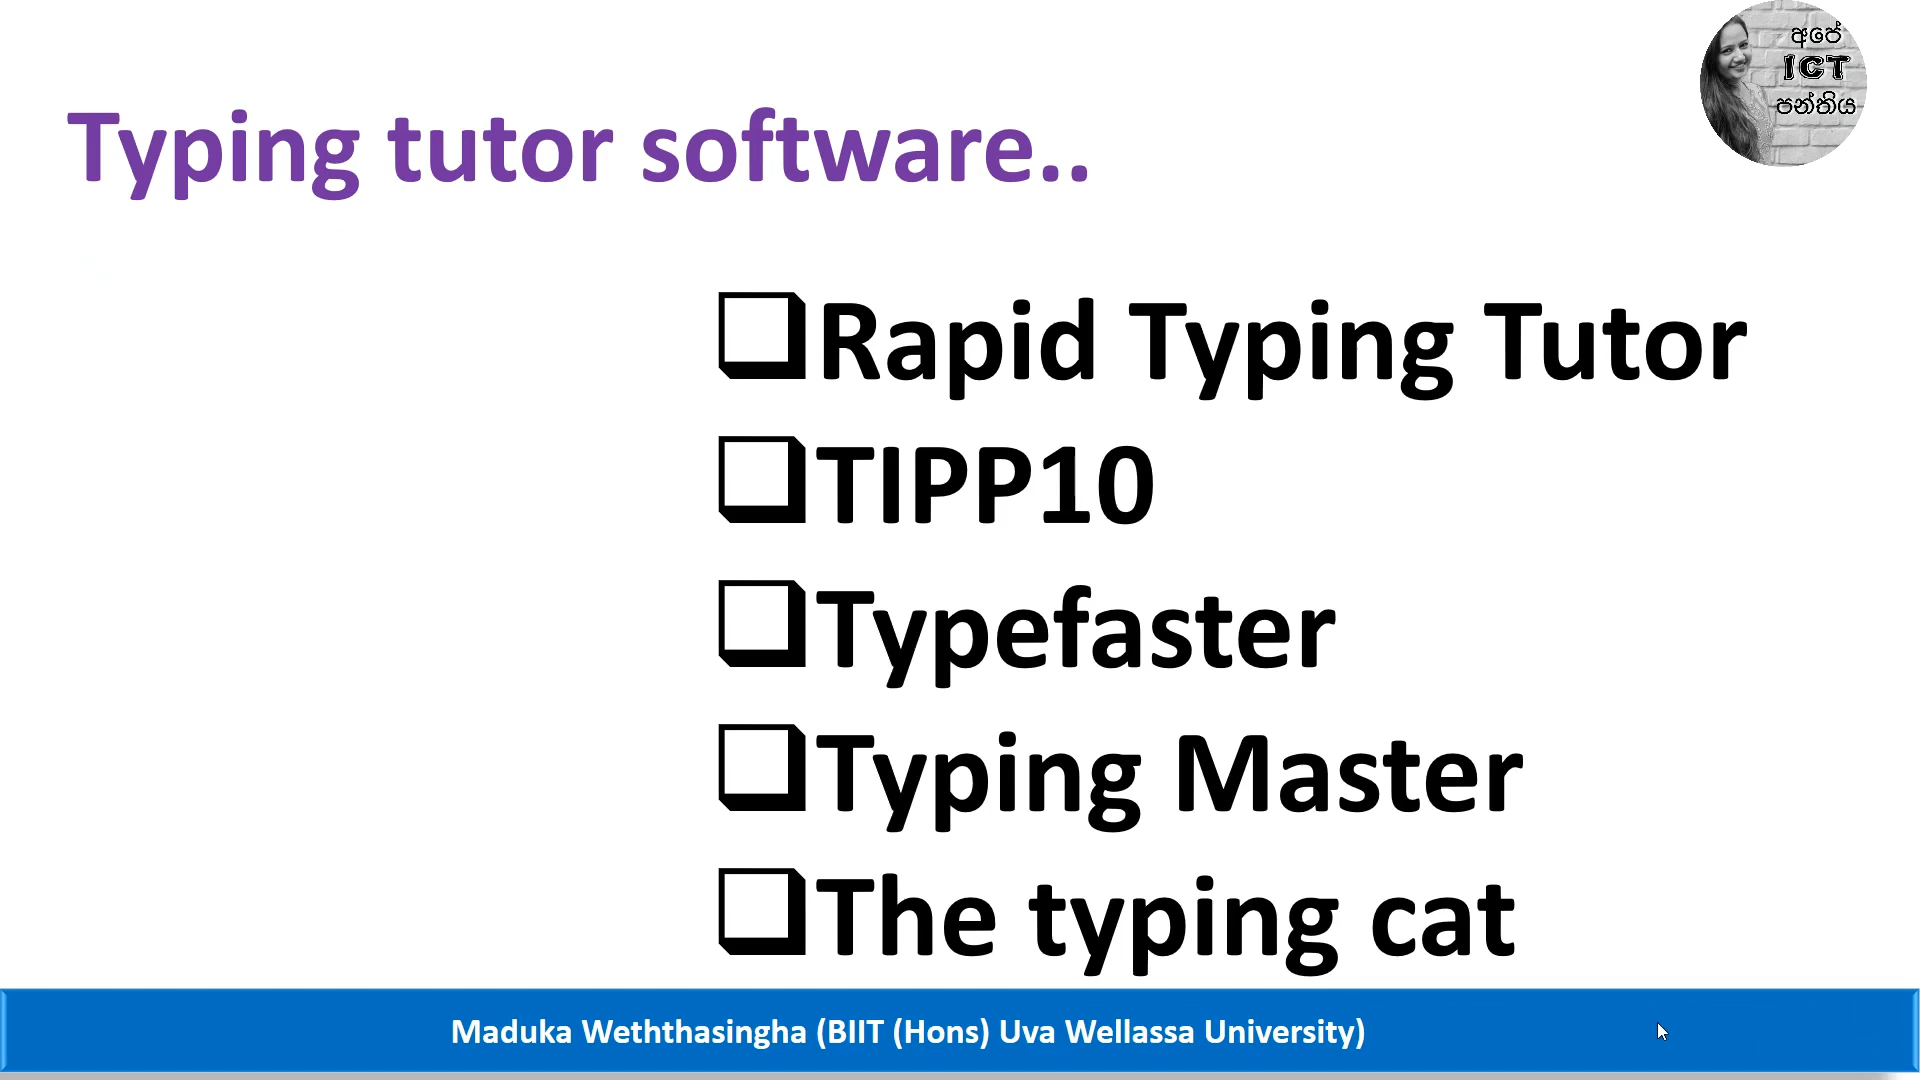 අපේ
ICT
පන්තිය
Typing tutor software..
Rapid Typing Tutor
TIPP10
Typefaster
Typing Master
The typing cat
Maduka Weththasingha (BIIT (Hons) Uva Wellassa University)